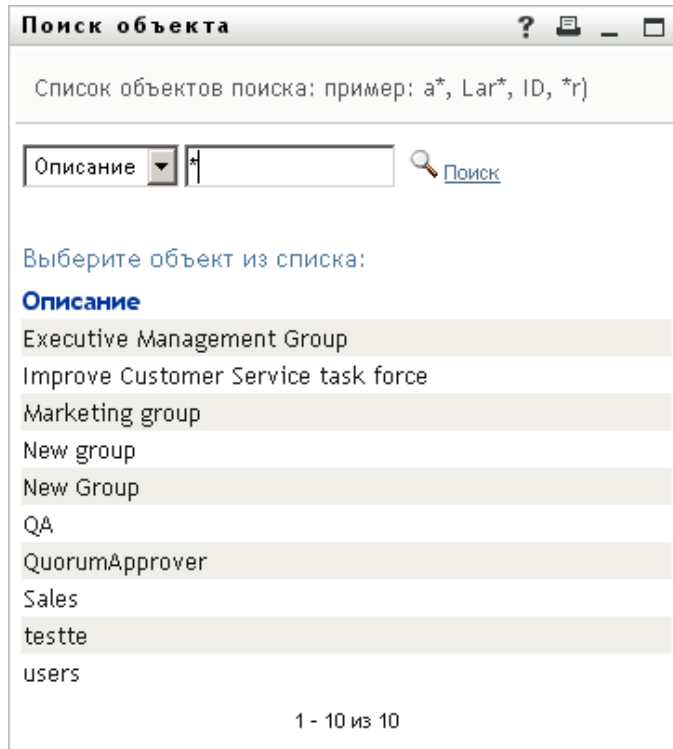 Поиск объекта
Список объектов поиска: пример: a*, Lar*, ID, *r)
Описание * Поиск
Выберите объект из списка:
Описание
Executive Management Group
Improve Customer Service task force
Marketing group
New group
New Group
QA
QuorumApprover
Sales
testte
users
1 - 10 из 10